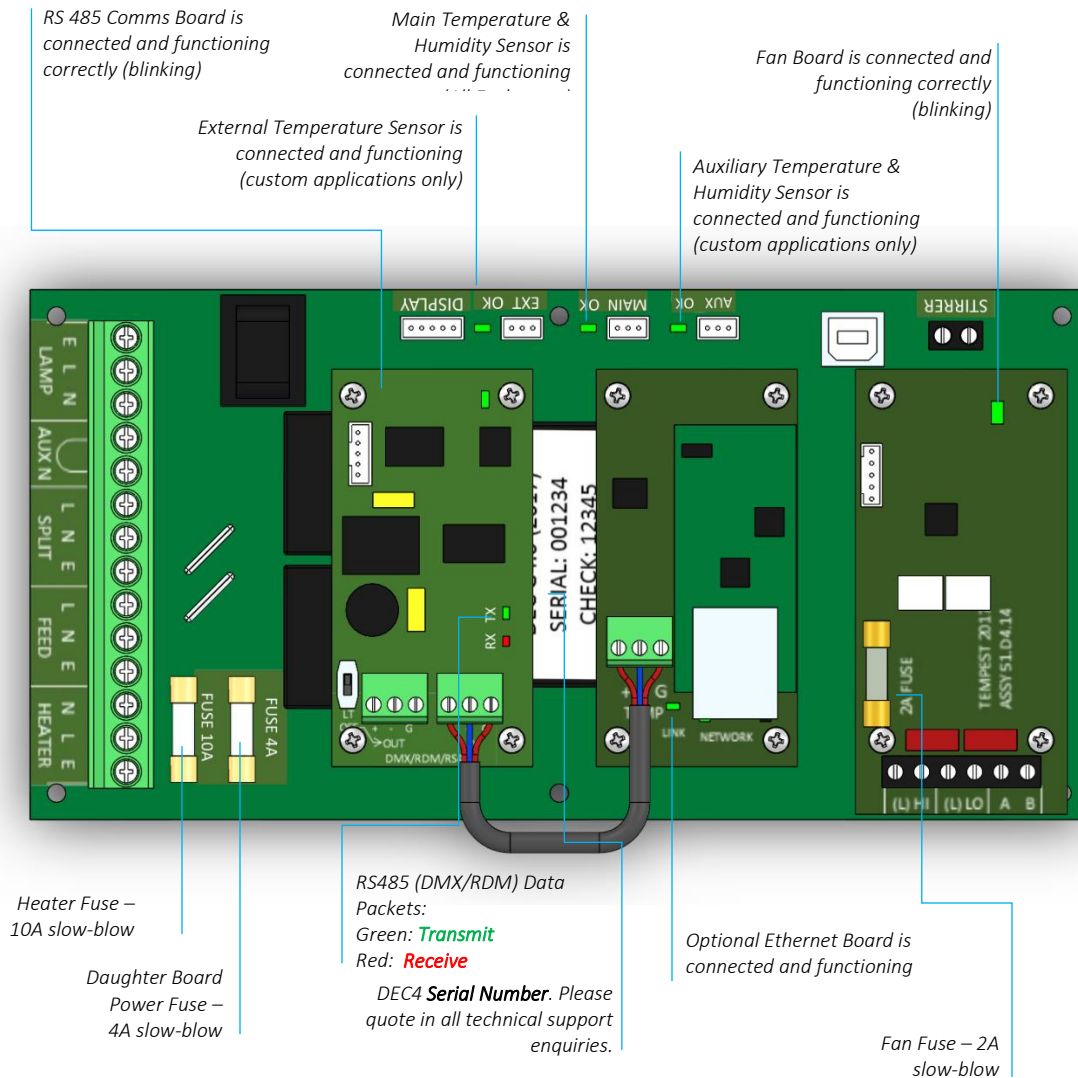 RS 485 Comms Board is
connected and functioning
correctly (blinking)
Main Temperature &
Humidity Sensor is
connected and functioning
Fan Board is connected and
functioning correctly
(blinking)
External Temperature Sensor is
connected and functioning
(custom applications only)
Auxiliary Temperature &
Humidity Sensor is
connected and functioning
(custom applications only)
DISPLAY
EXT OK
MAIN OK
AUX OK
STIRRER
E L N
LAMP
AUX N
L N E
SPLIT
L N E
FEED
N L E
HEATER
FUSE 10A
FUSE 4A
TX
RX
LT
+ - G
OUT
DMX/RDM/RS
SERIAL: 001234
CHECK: 12345
+ G
LINK
NETWORK
2A FUSE
TEMPEST 2017
ASSY 51.D4.14
(L) HI (L) LO A B
Heater Fuse –
10A slow-blow
Daughter Board
Power Fuse –
4A slow-blow
RS485 (DMX/RDM) Data
Packets:
Green: Transmit
Red: Receive
DEC4 Serial Number. Please
quote in all technical support
enquiries.
Optional Ethernet Board is
connected and functioning
Fan Fuse – 2A
slow-blow